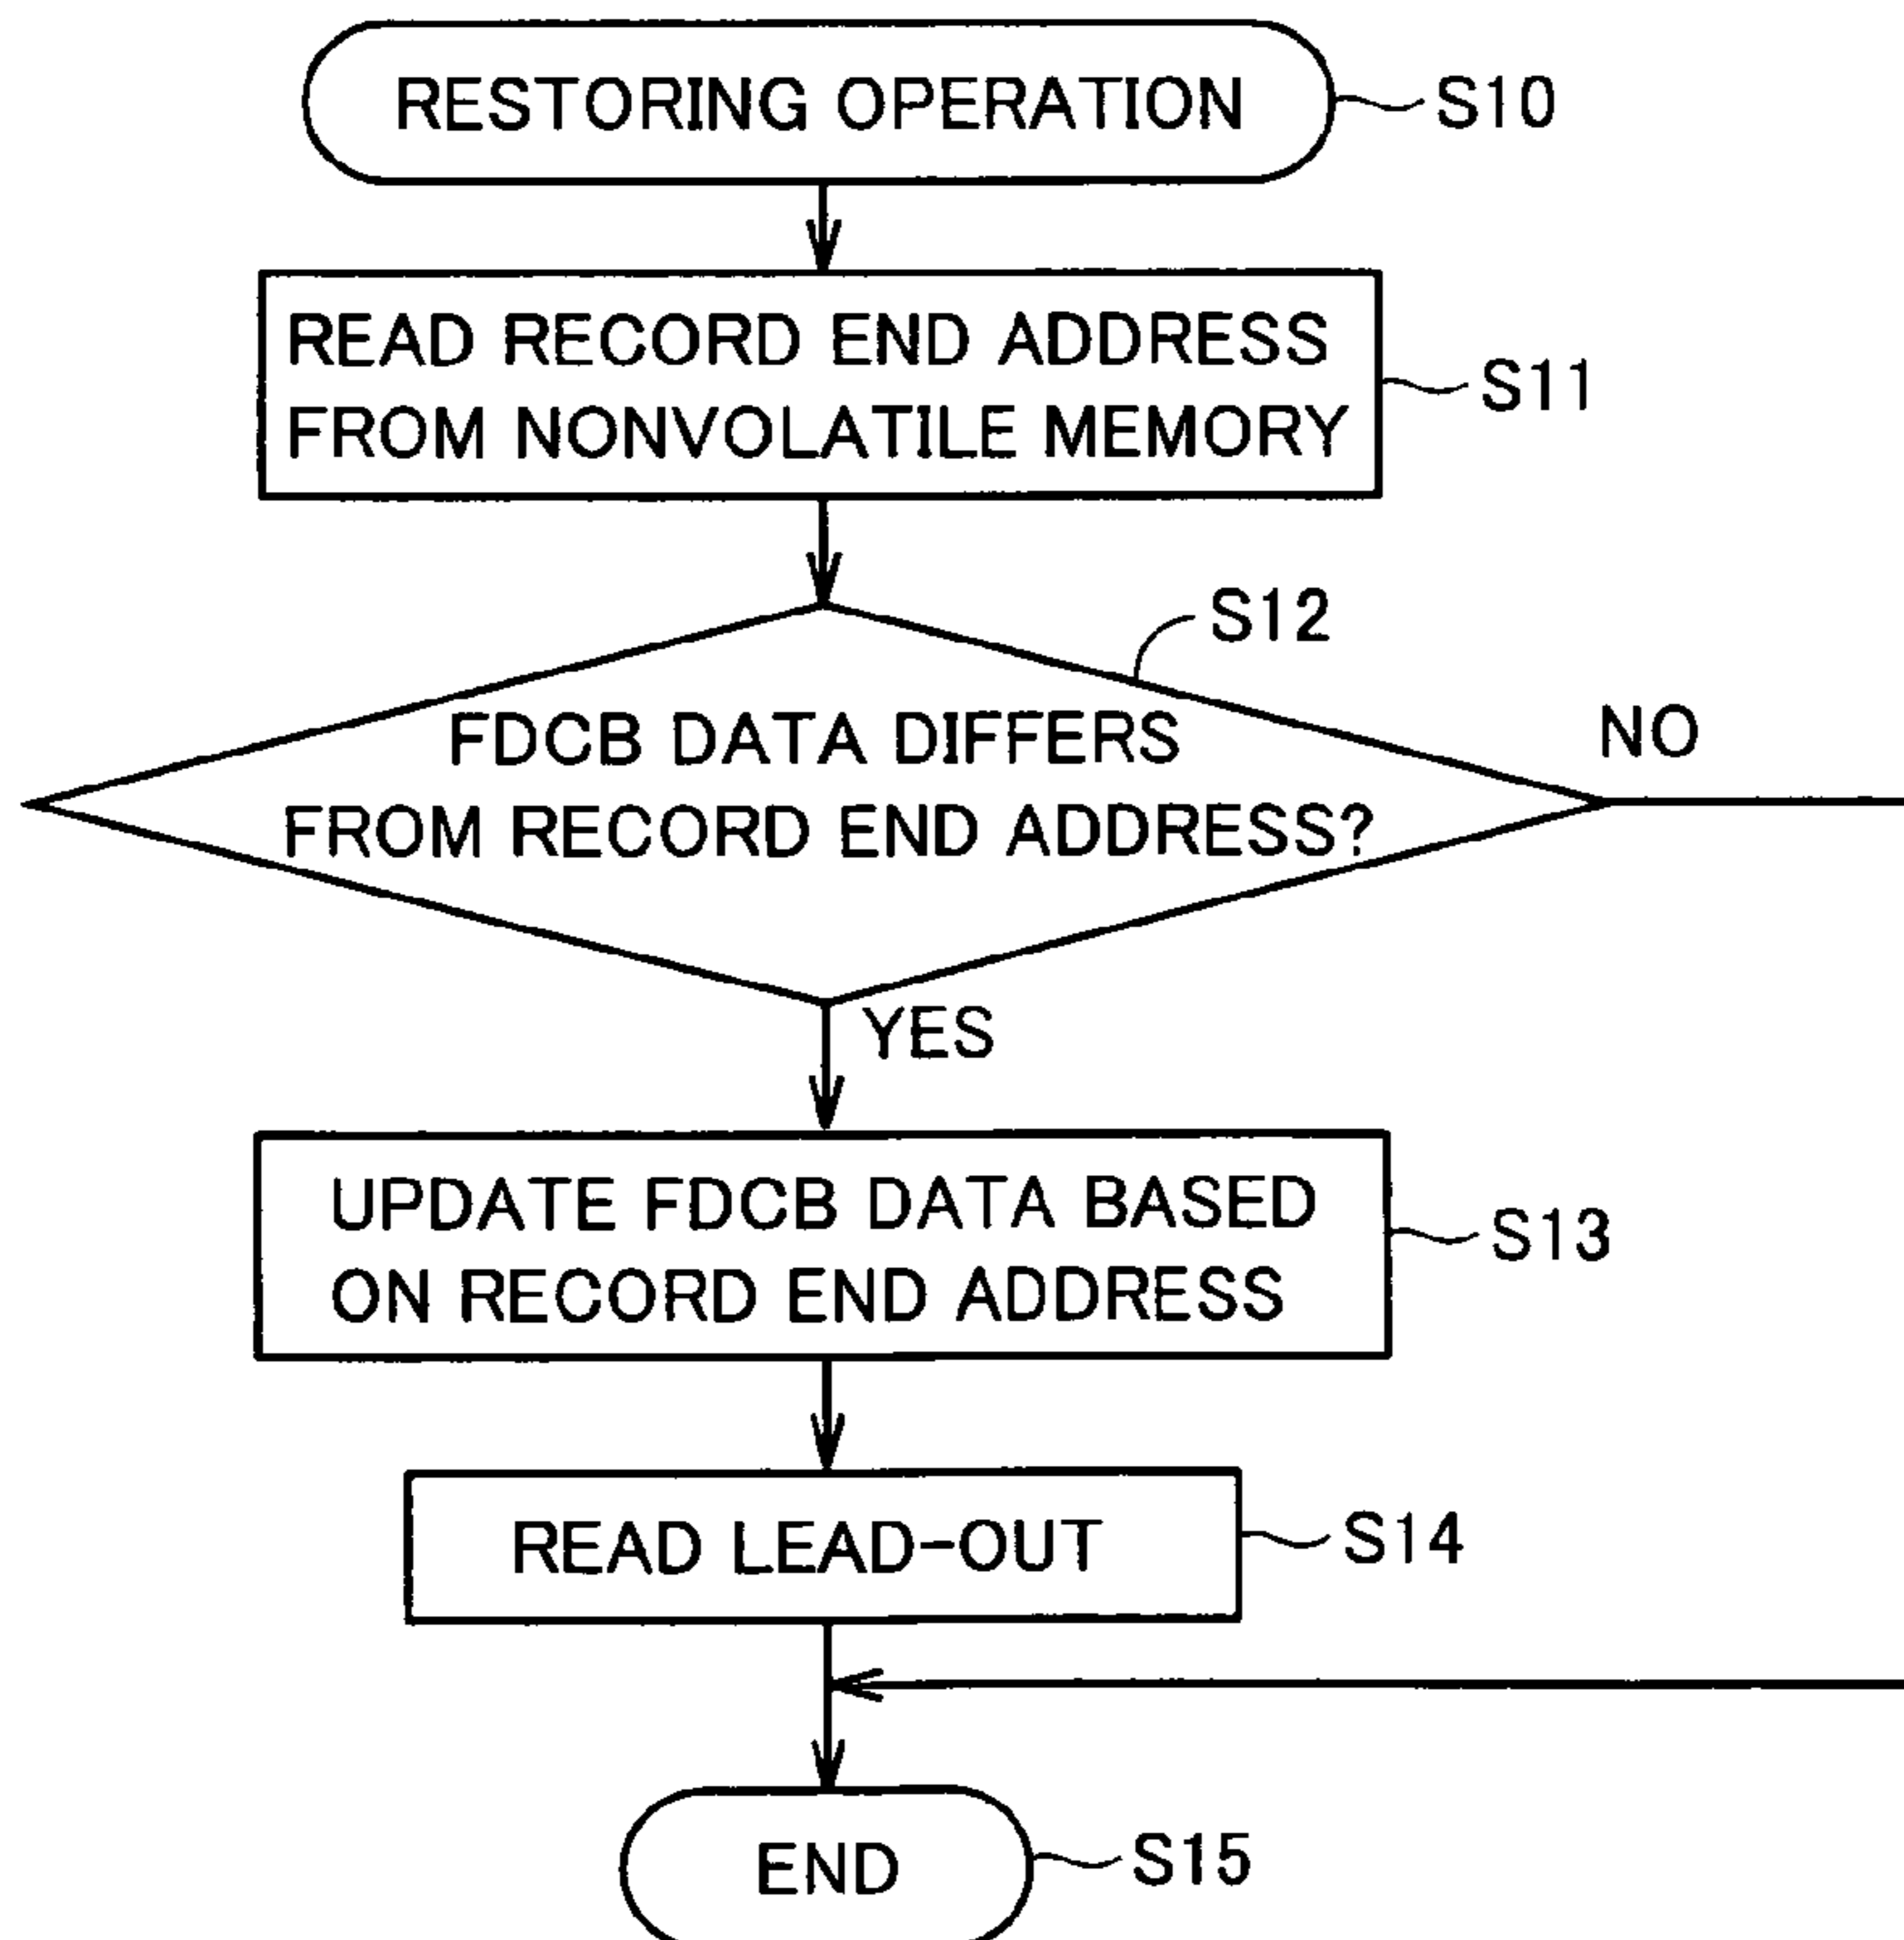 RESTORING OPERATION
S10
READ RECORD END ADDRESS
FROM NONVOLATILE MEMORY
S11
S12
FDCB DATA DIFFERS
FROM RECORD END ADDRESS?
NO
YES
UPDATE FDCB DATA BASED
ON RECORD END ADDRESS
S13
READ LEAD-OUT
S14
END
S15